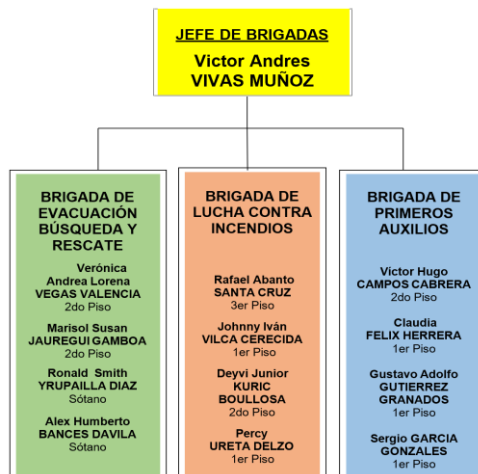 JEFE DE BRIGADAS
Victor Andres
VIVAS MUÑOZ
BRIGADA DE
EVACUACIÓN
BÚSQUEDA Y
RESCATE
Verónica
Andrea Lorena
VEGAS VALENCIA
2do Piso
Marisol Susan
JAUREGUI GAMBOA
2do Piso
Ronald Smith
YRUPAILLA DIAZ
Sótano
Alex Humberto
BANCES DAVILA
Sótano
BRIGADA DE
LUCHA CONTRA
INCENDIOS
Rafael Abanto
SANTA CRUZ
3er Piso
Johnny Iván
VILCA CERECIDA
1er Piso
Deyvi Junior
KURIC
BOULLOSA
2do Piso
Percy
URETA DELZO
1er Piso
BRIGADA DE
PRIMEROS
AUXILIOS
Víctor Hugo
CAMPOS CABRERA
2do Piso
Claudia
FELIX HERRERA
1er Piso
Gustavo Adolfo
GUTIERREZ
GRANADOS
1er Piso
Sergio GARCIA
GONZALES
1er Piso